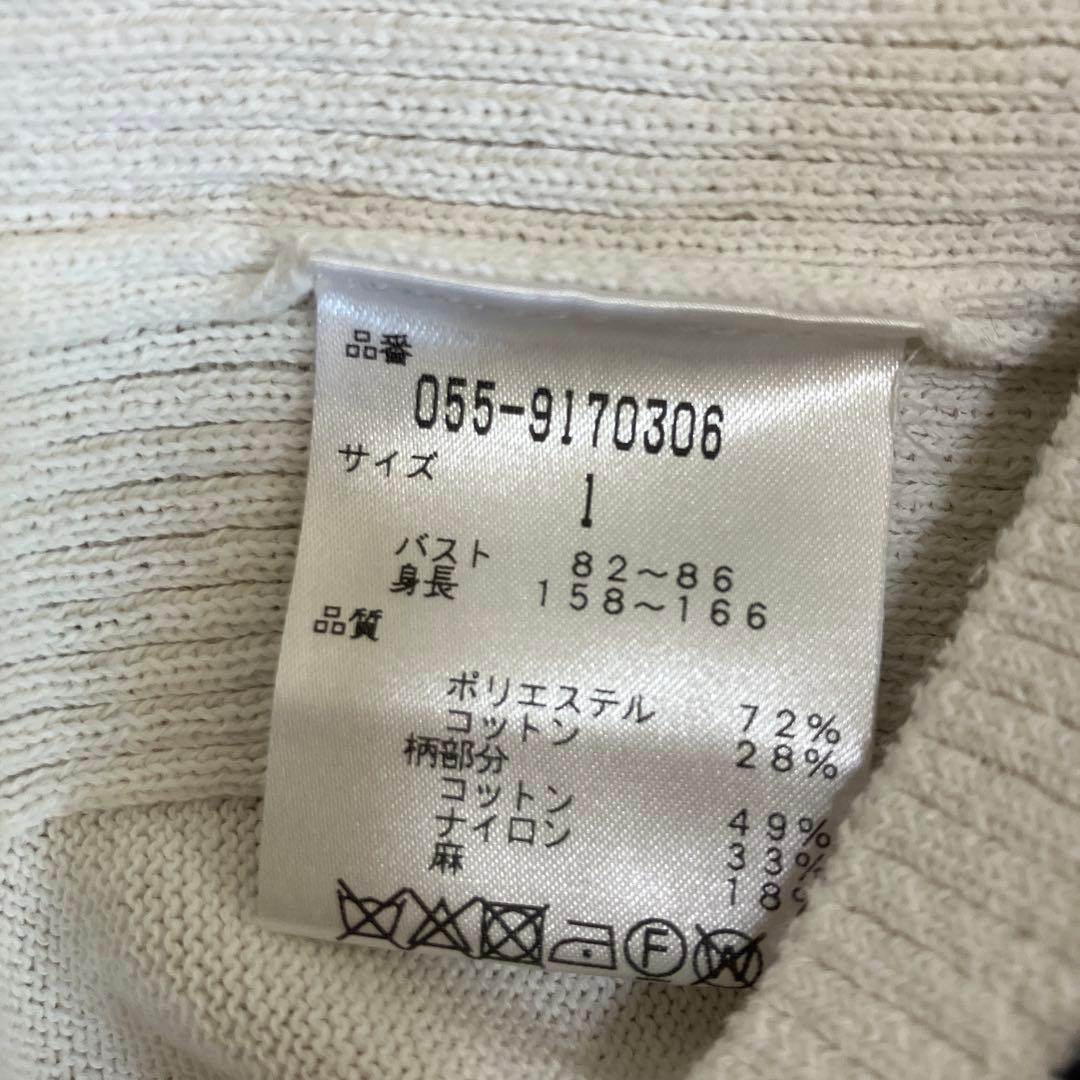 品番
055-9170306
サイズ
1
バスト 82～86
身長 158～166
品質
ポリエステル 72%
コットン 28%
柄部分
コットン 49%
ナイロン 33%
麻 18%
F
W